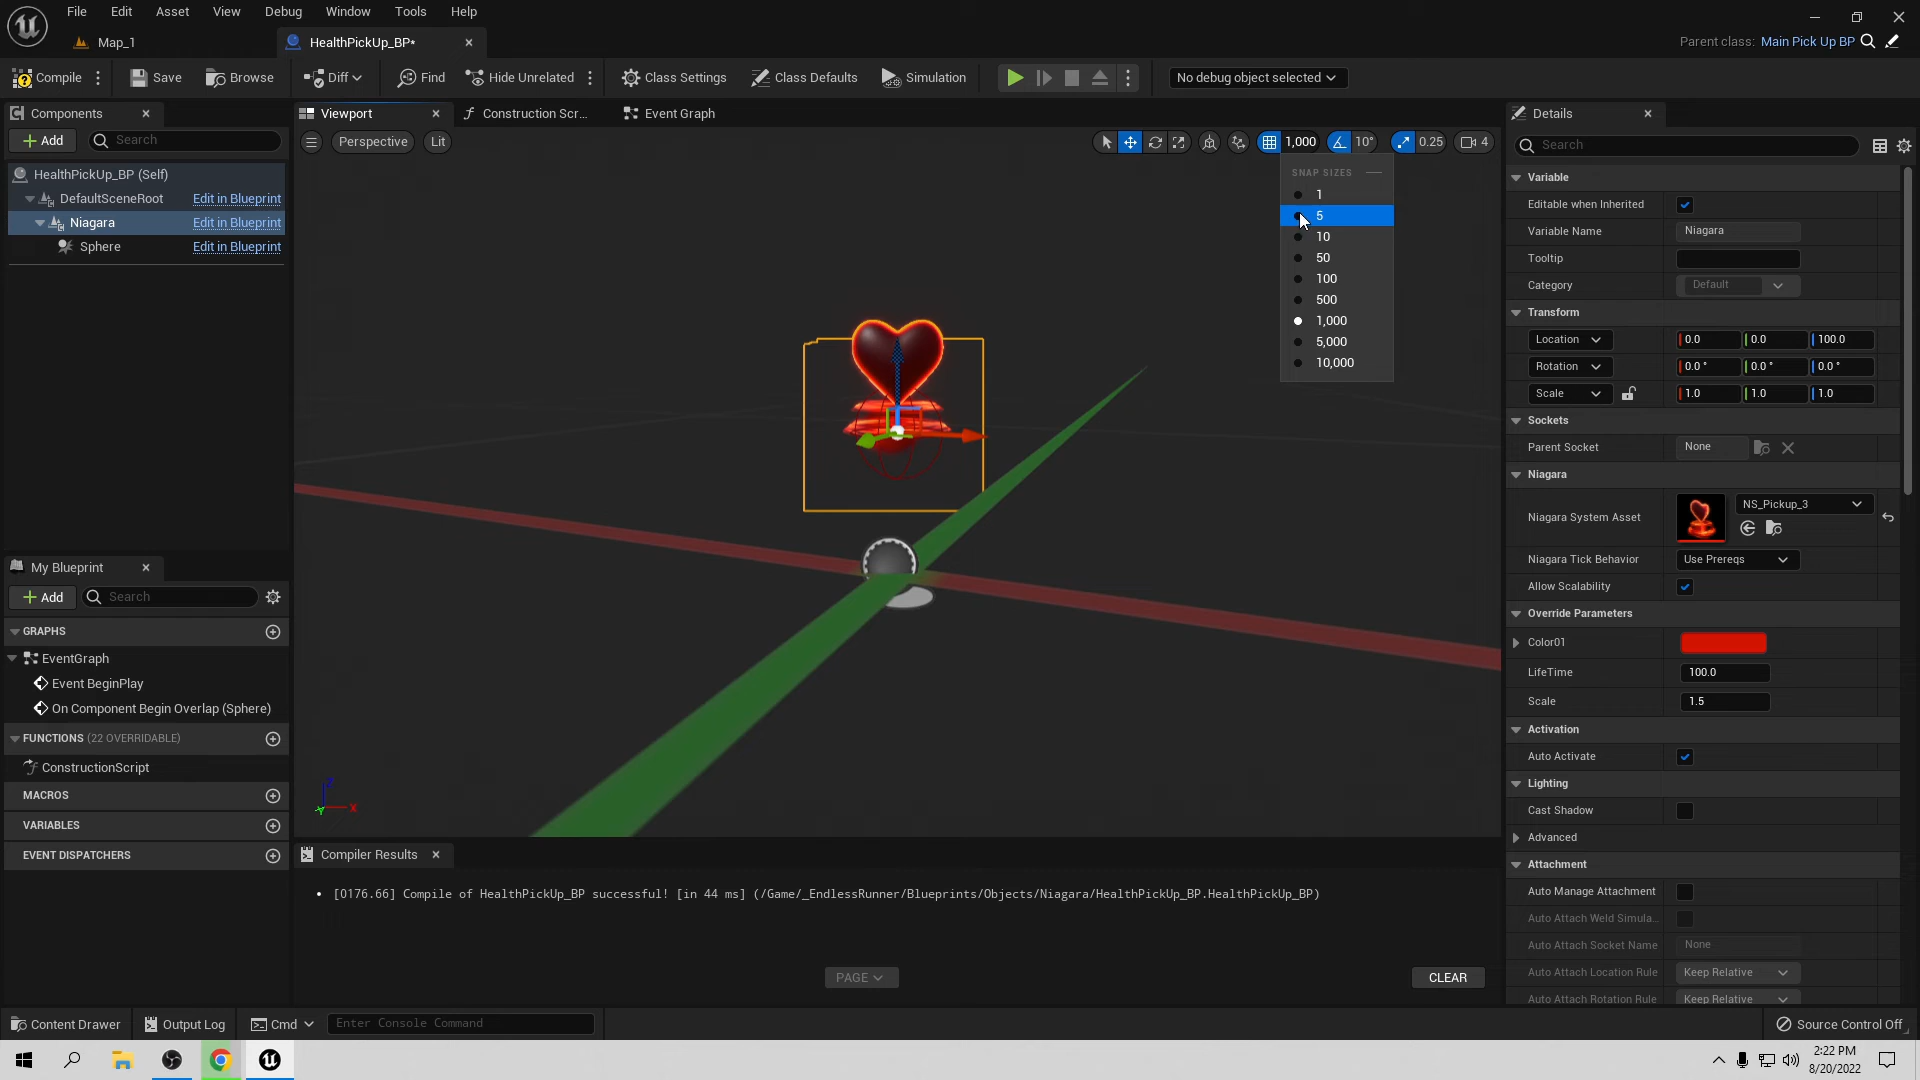 File Edit Asset View Debug Window Tools Help
Map_1
HealthPickUp_BP*
Parent class: Main Pick Up BP
Compile
Save
Browse
Diff
Find
Hide Unrelated
Class Settings
Class Defaults
Simulation
No debug object selected
Components
Add
Search
HealthPickUp_BP (Self)
DefaultSceneRoot Edit in Blueprint
Niagara Edit in Blueprint
Sphere Edit in Blueprint
My Blueprint
Add
Search
GRAPHS
EventGraph
Event BeginPlay
On Component Begin Overlap (Sphere)
FUNCTIONS (22 OVERRIDABLE)
ConstructionScript
MACROS
VARIABLES
EVENT DISPATCHERS
Viewport
Construction Scr...
Event Graph
Perspective
Lit
1,000
10°
0.25
4
SNAP SIZES
1
5
10
50
100
500
1,000
5,000
10,000
Z
X
Y
Compiler Results
[0176.66] Compile of HealthPickUp_BP successful! [in 44 ms] (/Game/_EndlessRunner/Blueprints/Objects/Niagara/HealthPickUp_BP.HealthPickUp_BP)
PAGE
CLEAR
Details
Search
Variable
Editable when Inherited
Variable Name Niagara
Tooltip
Category Default
Transform
Location 0.0 0.0 100.0
Rotation 0.0 ° 0.0 ° 0.0 °
Scale 1.0 1.0 1.0
Sockets
Parent Socket None
Niagara
Niagara System Asset NS_Pickup_3
Niagara Tick Behavior Use Prereqs
Allow Scalability
Override Parameters
Color01
LifeTime 100.0
Scale 1.5
Activation
Auto Activate
Lighting
Cast Shadow
Advanced
Attachment
Auto Manage Attachment
Auto Attach Weld Simula...
Auto Attach Socket Name None
Auto Attach Location Rule Keep Relative
Auto Attach Rotation Rule Keep Relative
Content Drawer
Output Log
Cmd
Enter Console Command
Source Control Off
2:22 PM
8/20/2022